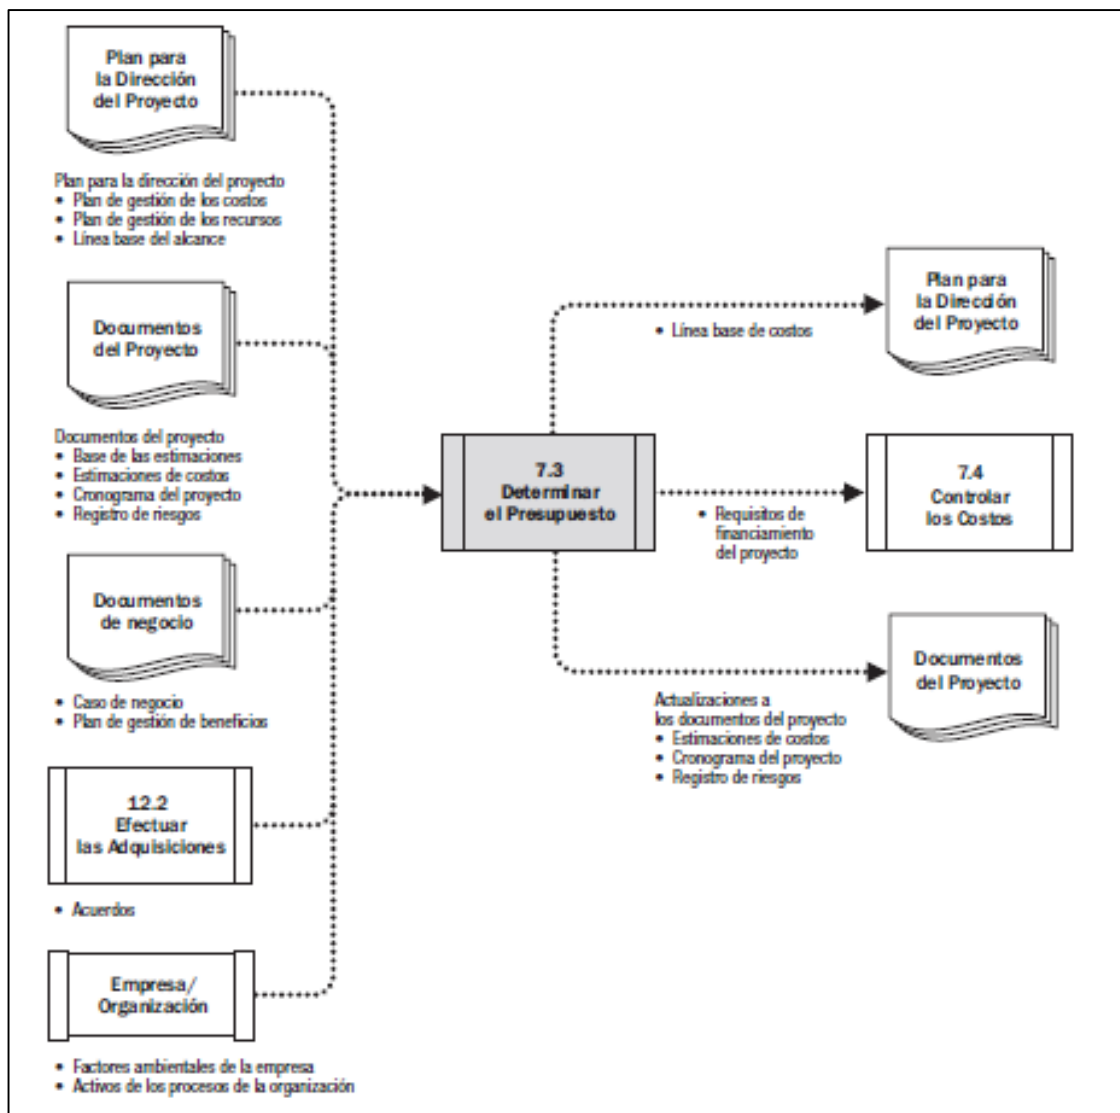 Plan para
la Dirección
del Proyecto
Plan para la dirección del proyecto
• Plan de gestión de los costos
• Plan de gestión de los recursos
• Línea base del alcance
Documentos
del Proyecto
Documentos del proyecto
• Base de las estimaciones
• Estimaciones de costos
• Cronograma del proyecto
• Registro de riesgos
Documentos
de negocio
• Caso de negocio
• Plan de gestión de beneficios
12.2
Efectuar
las Adquisiciones
• Acuerdos
Empresa/
Organización
• Factores ambientales de la empresa
• Activos de los procesos de la organización
7.3
Determinar
el Presupuesto
• Línea base de costos
Plan para
la Dirección
del Proyecto
• Requisitos de
financiamiento
del proyecto
7.4
Controlar
los Costos
Actualizaciones a
los documentos del proyecto
• Estimaciones de costos
• Cronograma del proyecto
• Registro de riesgos
Documentos
del Proyecto